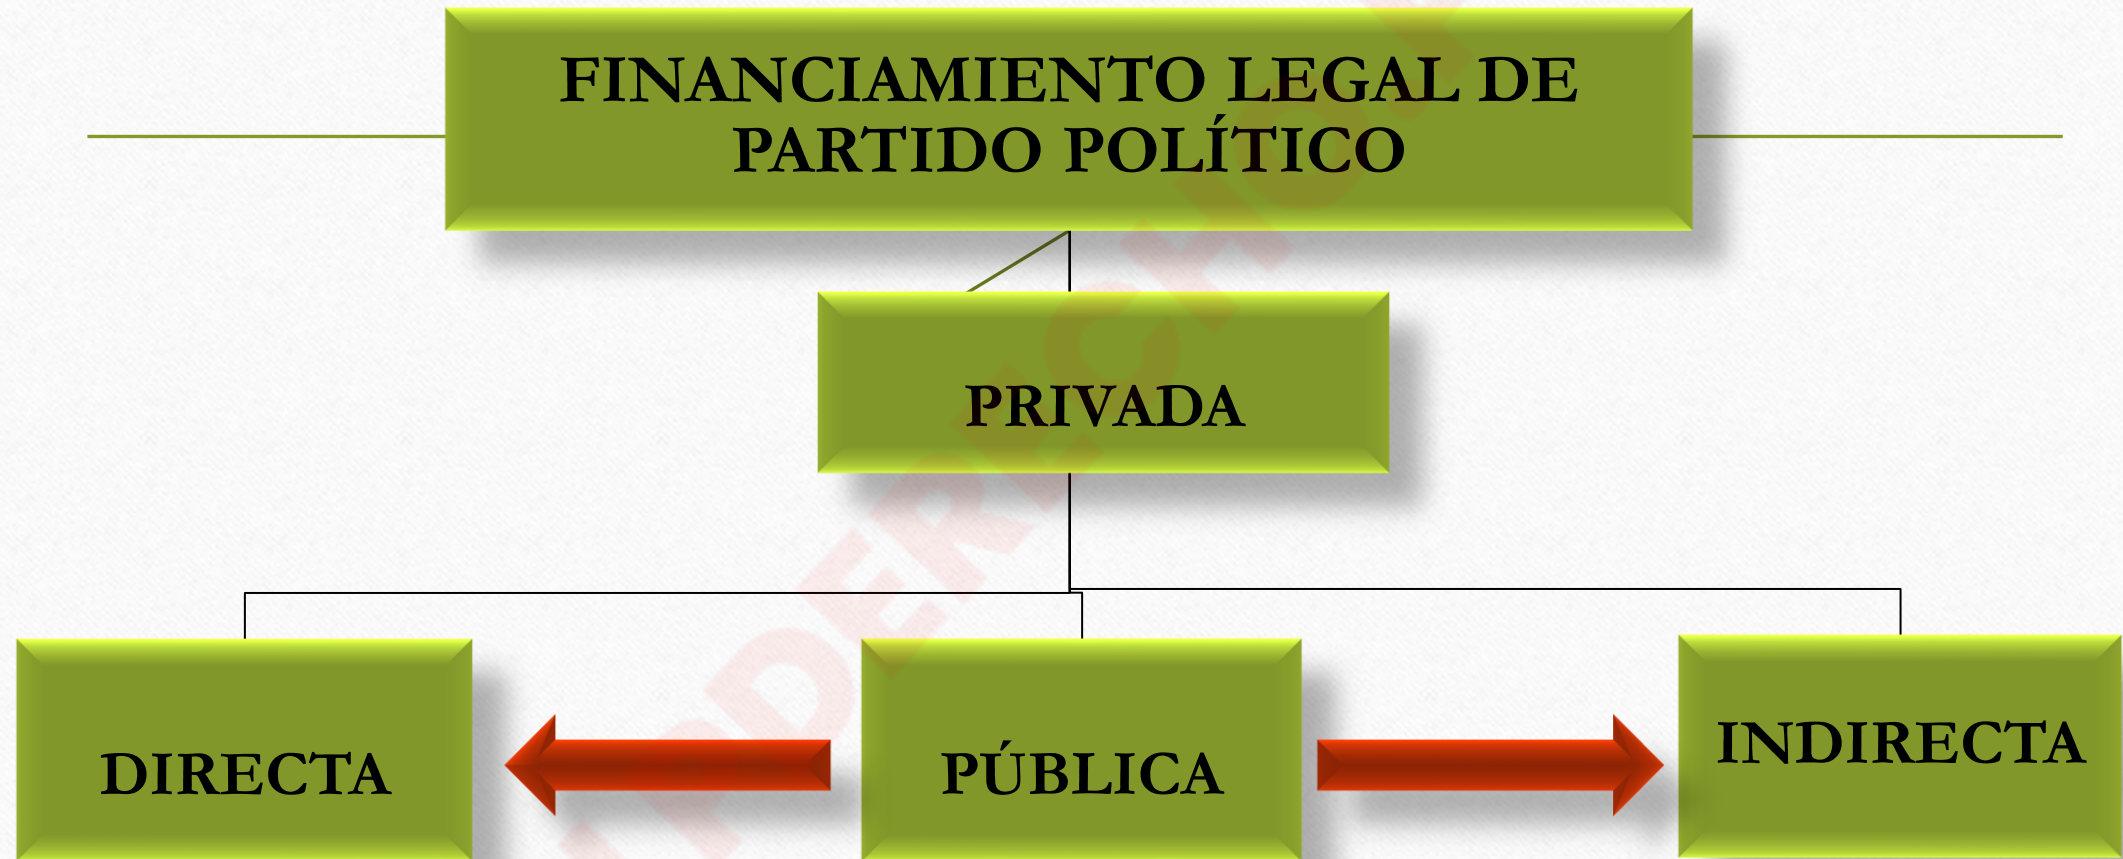 FINANCIAMIENTO LEGAL DE
PARTIDO POLÍTICO
PRIVADA
DIRECTA
PÚBLICA
INDIRECTA